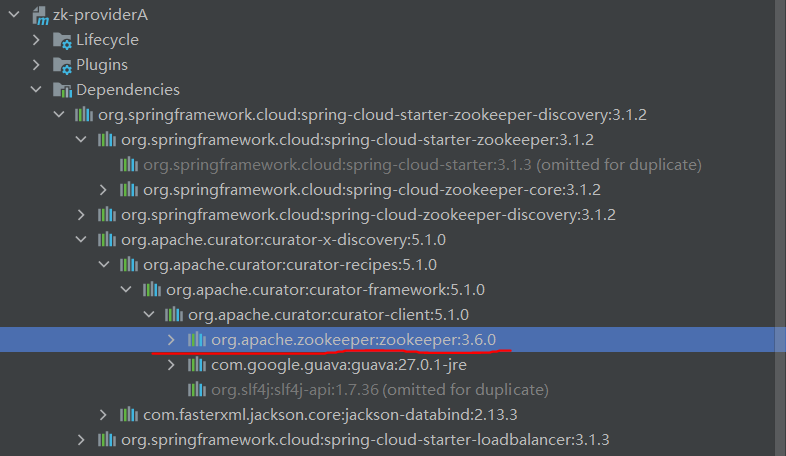 zk-providerA
Lifecycle
Plugins
Dependencies
org.springframework.cloud:spring-cloud-starter-zookeeper-discovery:3.1.2
org.springframework.cloud:spring-cloud-starter-zookeeper:3.1.2
org.springframework.cloud:spring-cloud-starter:3.1.3 (omitted for duplicate)
org.springframework.cloud:spring-cloud-zookeeper-core:3.1.2
org.springframework.cloud:spring-cloud-zookeeper-discovery:3.1.2
org.apache.curator:curator-x-discovery:5.1.0
org.apache.curator:curator-recipes:5.1.0
org.apache.curator:curator-framework:5.1.0
org.apache.curator:curator-client:5.1.0
org.apache.zookeeper:zookeeper:3.6.0
com.google.guava:guava:27.0.1-jre
org.slf4j:slf4j-api:1.7.36 (omitted for duplicate)
com.fasterxml.jackson.core:jackson-databind:2.13.3
org.springframework.cloud:spring-cloud-starter-loadbalancer:3.1.3